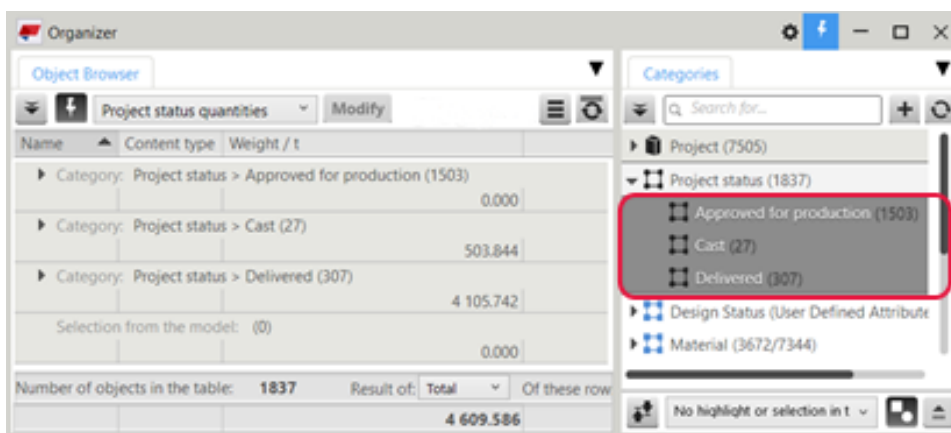 Organizer
Object Browser
Project status quantities
Modify
Name Content type Weight / t
Category: Project status > Approved for production (1503)
0.000
Category: Project status > Cast (27)
503.844
Category: Project status > Delivered (307)
4 105.742
Selection from the model: (0)
0.000
Number of objects in the table: 1837 Result of: Total Of these row
4 609.586
Categories
Search for...
Project (7505)
Project status (1837)
Approved for production (1503)
Cast (27)
Delivered (307)
Design Status (User Defined Attribute
Material (3672/7344)
No highlight or selection in t